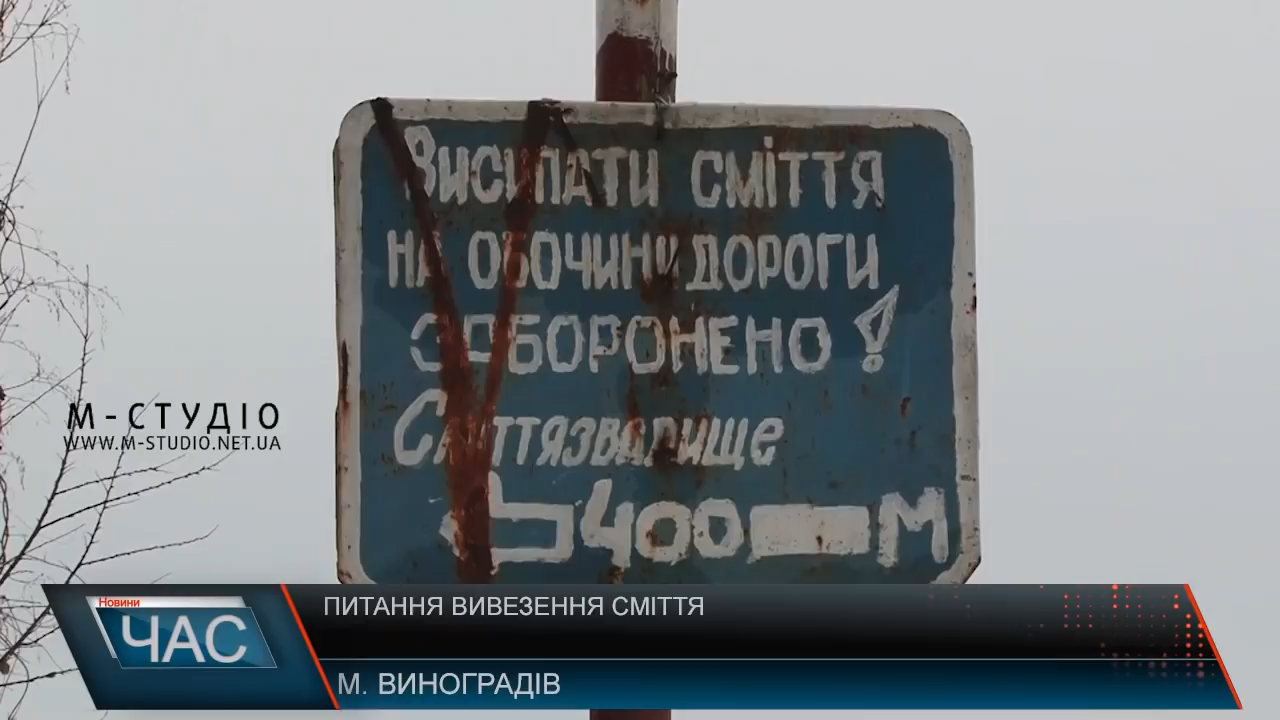 Висипати сміття
на обочини дороги
заборонено!
Сміттязвалище
400 м
М-СТУДІО
WWW.M-STUDIO.NET.UA
Новини
ЧАС
ПИТАННЯ ВИВЕЗЕННЯ СМІТТЯ
М. ВИНОГРАДІВ